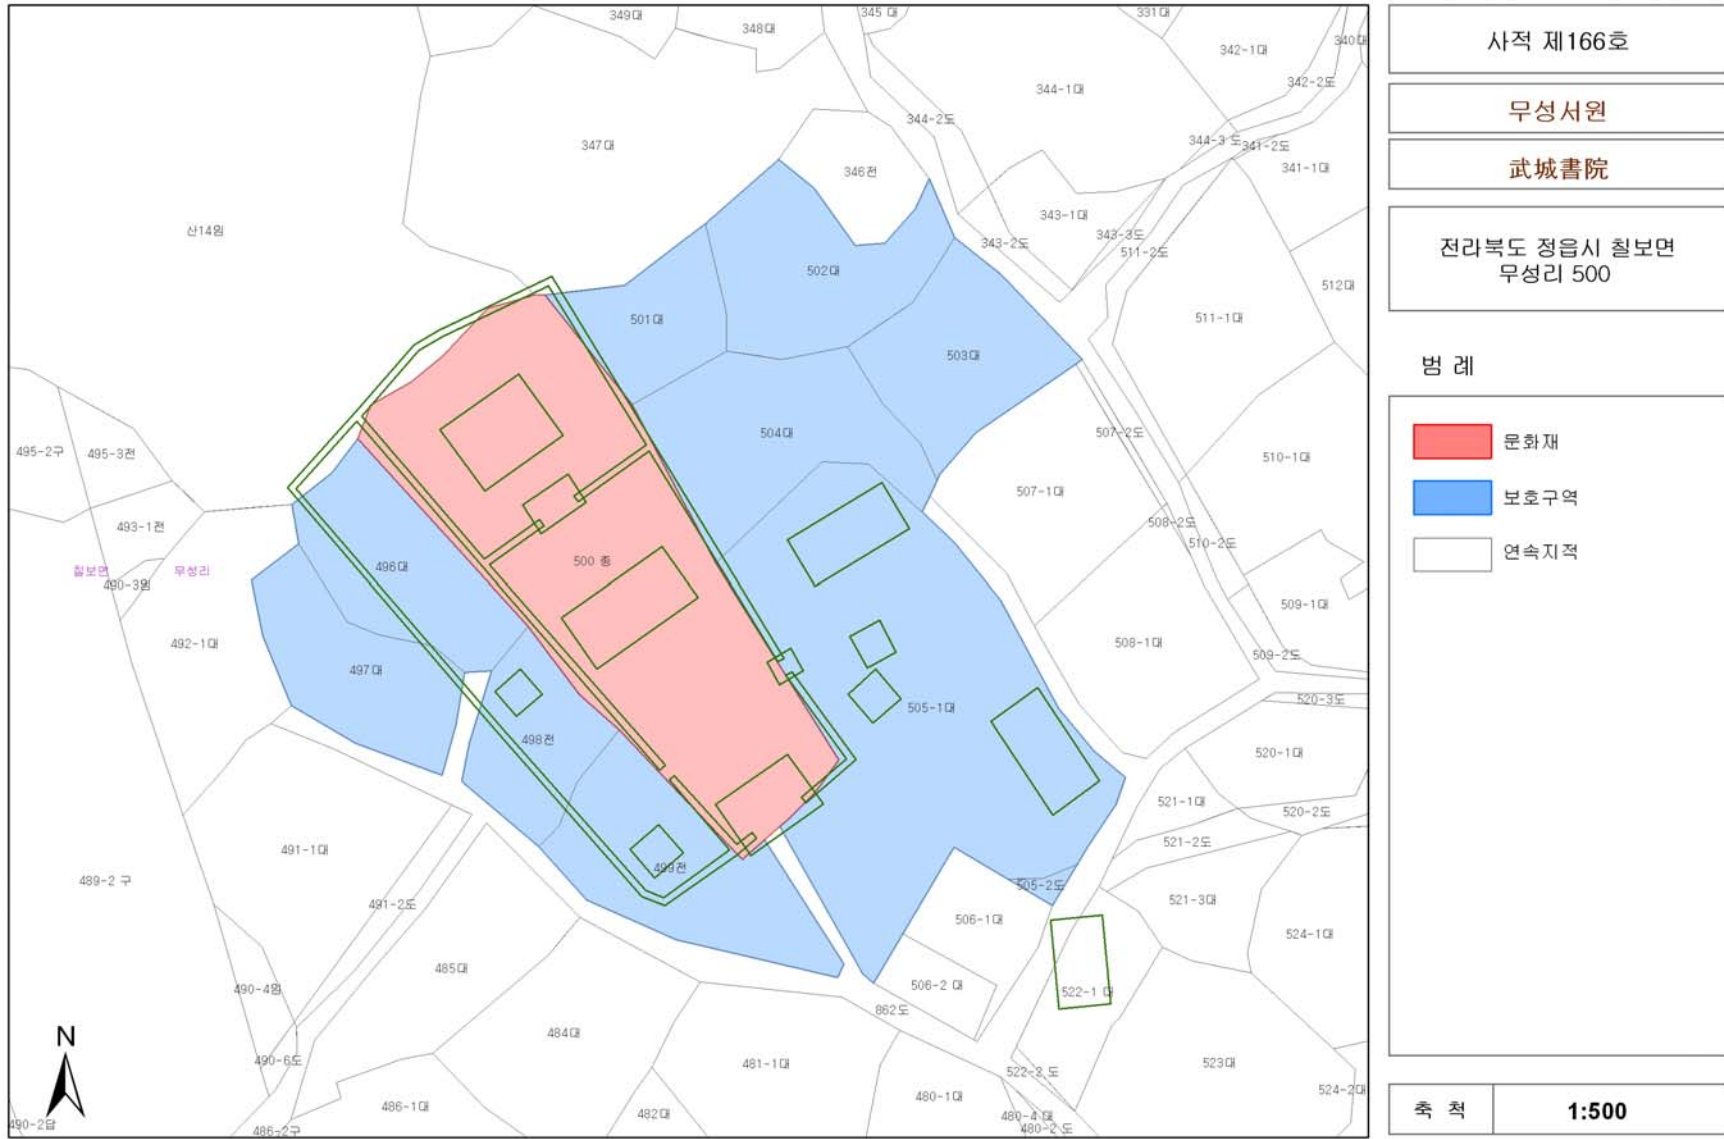 349대
348대
345 대
331대
342-1대
340대
342-2도
344-1대
344-2도
344-3 도
341-2도
341-1대
347대
346전
343-1대
343-3도
343-2도
511-2도
산14원
502대
512대
501대
511-1대
503대
504대
507-2도
495-2구
495-3전
510-1대
507-1대
493-1전
508-2도
510-2도
500 종
496대
칠보면
무성리
509-1대
492-1대
508-1대
509-2도
497대
520-3도
505-1대
498전
520-1대
521-1대
520-2도
521-2도
491-1대
499전
489-2 구
505-2도
521-3대
491-2도
506-1대
524-1대
485대
506-2 대
522-1 대
862도
484대
490-6도
481-1대
522-2 도
523대
524-2대
486-1대
480-1대
482대
480-4 대
480-2 도
490-2답
486-2구
N
사적 제166호
무성서원
武城書院
전라북도 정읍시 칠보면
무성리 500
범 례
문화재
보호구역
연속지적
축 척
1:500